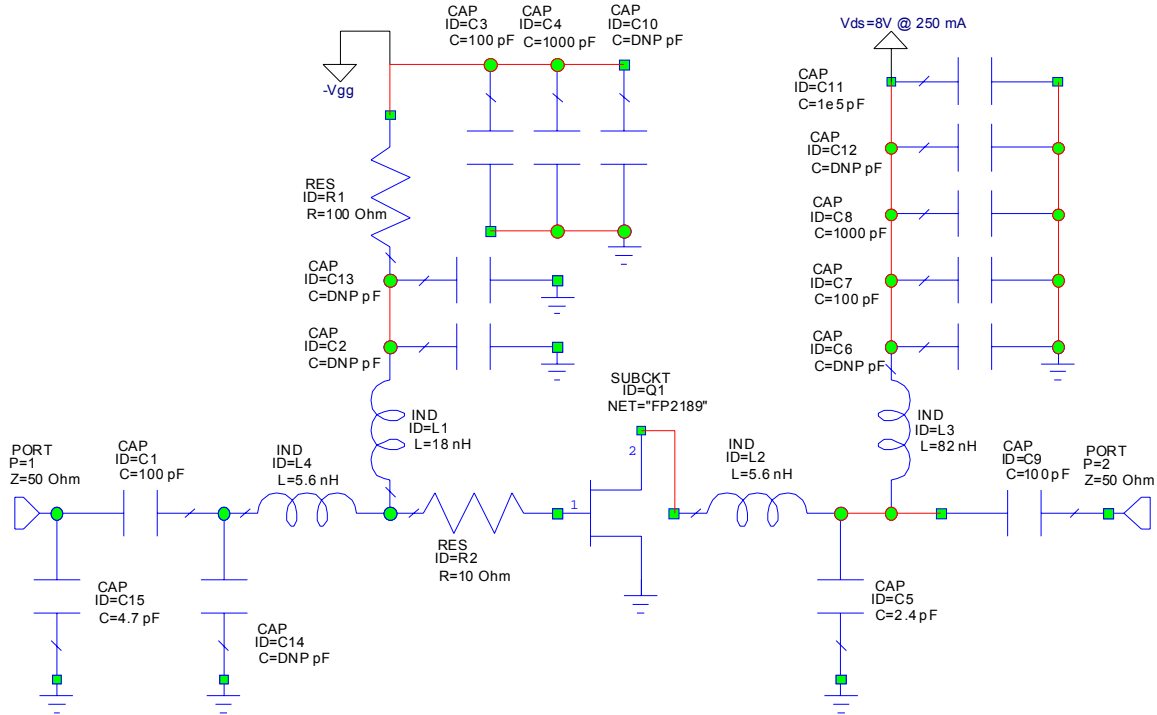 CAP
ID=C3
C=100 pF
CAP
ID=C4
C=1000 pF
CAP
ID=C10
C=DNP pF
Vds=8V @ 250 mA
-Vgg
CAP
ID=C11
C=1e5 pF
CAP
ID=C12
C=DNP pF
RES
ID=R1
R=100 Ohm
CAP
ID=C8
C=1000 pF
CAP
ID=C13
C=DNP pF
CAP
ID=C7
C=100 pF
CAP
ID=C2
C=DNP pF
CAP
ID=C6
C=DNP pF
SUBCKT
ID=Q1
NET="FP2189"
IND
ID=L1
L=18 nH
IND
ID=L3
L=82 nH
PORT
P=1
Z=50 Ohm
CAP
ID=C1
C=100 pF
IND
ID=L4
L=5.6 nH
2
IND
ID=L2
L=5.6 nH
CAP
ID=C9
C=100 pF
PORT
P=2
Z=50 Ohm
1
RES
ID=R2
R=10 Ohm
CAP
ID=C15
C=4.7 pF
CAP
ID=C14
C=DNP pF
CAP
ID=C5
C=2.4 pF